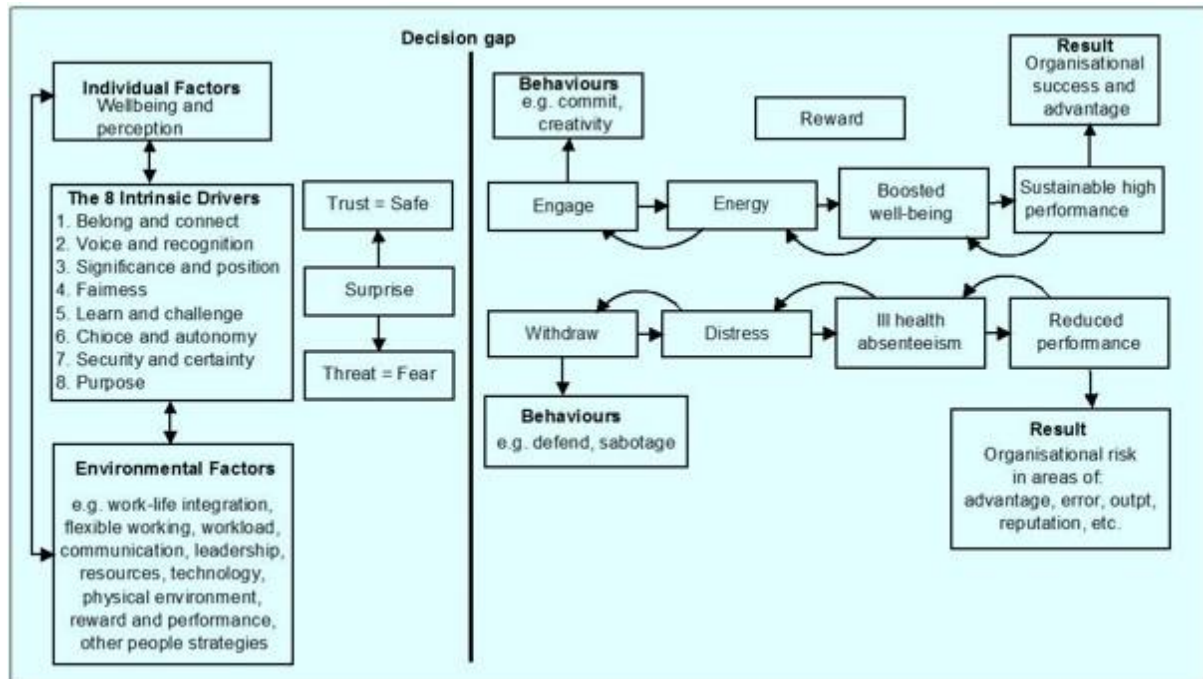 Decision gap
Individual Factors
Wellbeing and
perception
The 8 Intrinsic Drivers
1. Belong and connect
2. Voice and recognition
3. Significance and position
4. Fairness
5. Learn and challenge
6. Chioce and autonomy
7. Security and certainty
8. Purpose
Environmental Factors
e.g. work-life integration,
flexible working, workload,
communication, leadership,
resources, technology,
physical environment,
reward and performance,
other people strategies
Trust = Safe
Surprise
Threat = Fear
Behaviours
e.g. commit,
creativity
Reward
Result
Organisational
success and
advantage
Engage
Energy
Boosted
well-being
Sustainable high
performance
Withdraw
Distress
Ill health
absenteeism
Reduced
performance
Behaviours
e.g. defend, sabotage
Result
Organisational risk
in areas of:
advantage, error, outpt,
reputation, etc.